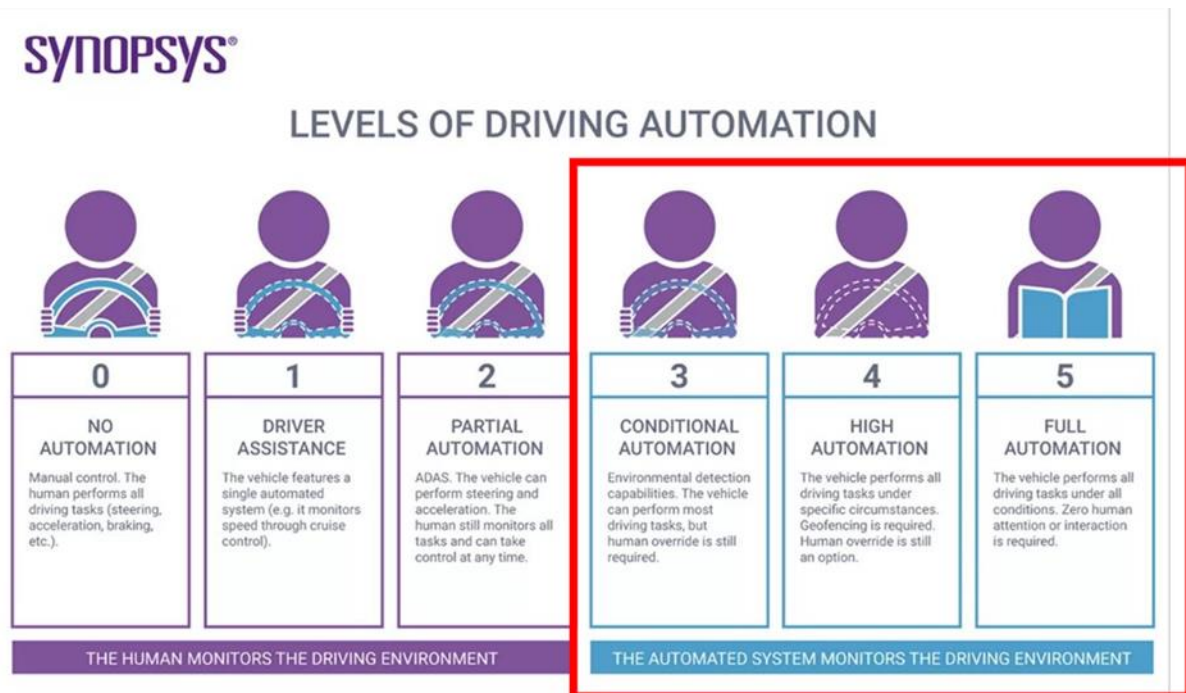 SYNOPSYS®
LEVELS OF DRIVING AUTOMATION
0
NO
AUTOMATION
Manual control. The
human performs all
driving tasks (steering,
acceleration, braking,
etc.).
1
DRIVER
ASSISTANCE
The vehicle features a
single automated
system (e.g. it monitors
speed through cruise
control).
2
PARTIAL
AUTOMATION
ADAS. The vehicle can
perform steering and
acceleration. The
human still monitors all
tasks and can take
control at any time.
3
CONDITIONAL
AUTOMATION
Environmental detection
capabilities. The vehicle
can perform most
driving tasks, but
human override is still
required.
4
HIGH
AUTOMATION
The vehicle performs all
driving tasks under
specific circumstances.
Geofencing is required.
Human override is still
an option.
5
FULL
AUTOMATION
The vehicle performs all
driving tasks under all
conditions. Zero human
attention or interaction
is required.
THE HUMAN MONITORS THE DRIVING ENVIRONMENT
THE AUTOMATED SYSTEM MONITORS THE DRIVING ENVIRONMENT